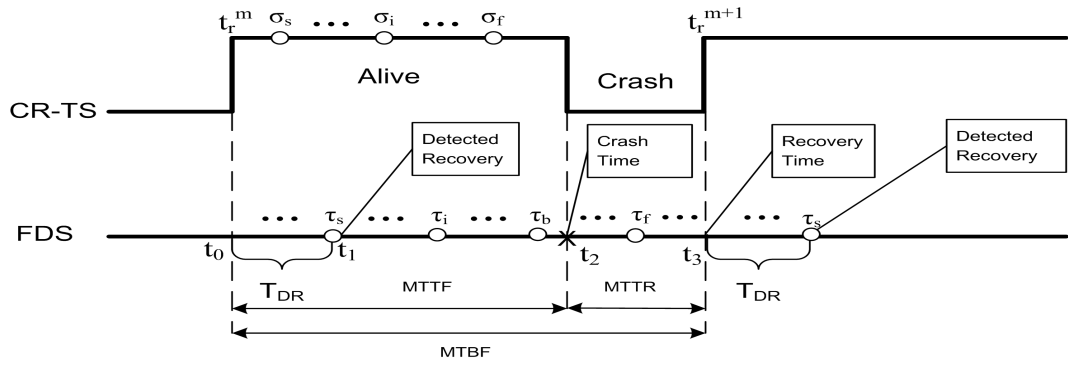 t_r^m σ_s ••• σ_i ••• σ_f t_r^{m+1}
Alive
Crash
CR-TS
Detected
Recovery
Crash
Time
Recovery
Time
Detected
Recovery
FDS
••• τ_s ••• τ_i ••• τ_b ••• τ_f ••• ••• τ_s
t_0 t_1 t_2 t_3
T_DR MTTF MTTR T_DR
MTBF